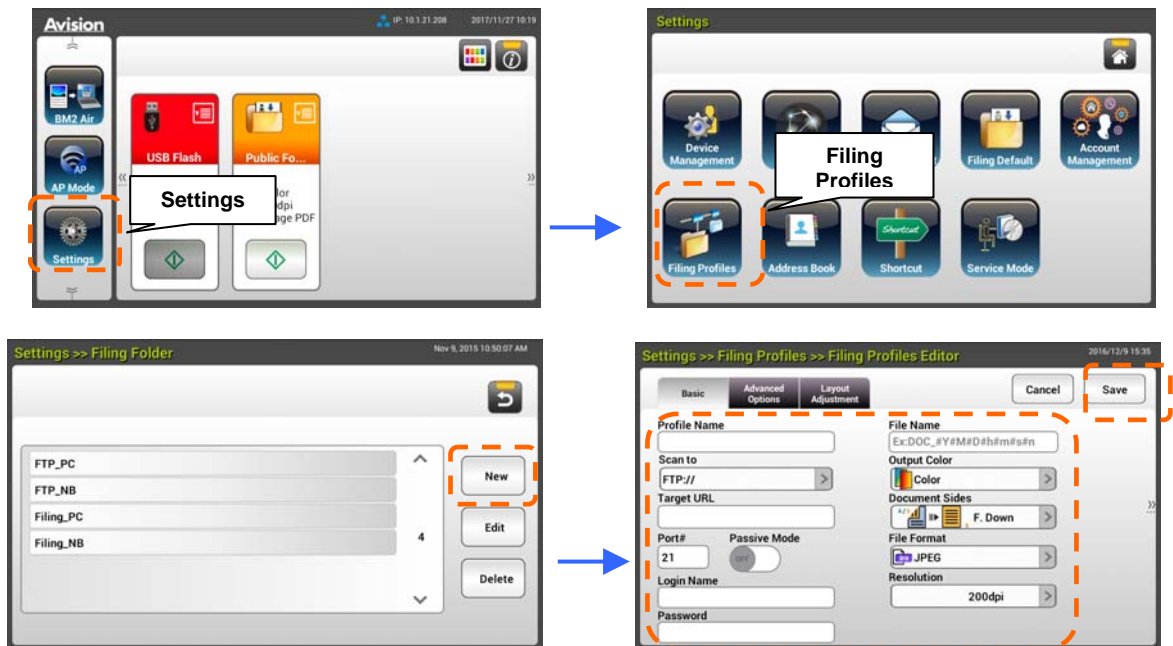 Avision
IP: 10.1.21.208
2017/11/27 10:19
BM2 Air
AP
AP Mode
Settings
USB Flash
Public Fo...
lor
dpi
age PDF
Settings
Settings
Device
Management
Filing Default
Account
Management
Filing
Profiles
Filing Profiles
Address Book
Shortcut
Shortcut
Service Mode
Settings >> Filing Folder
Nov 9, 2015 10:50:07 AM
FTP_PC
FTP_NB
Filing_PC
Filing_NB
4
New
Edit
Delete
Settings >> Filing Profiles >> Filing Profiles Editor
2016/12/9 15:35
Basic
Advanced
Options
Layout
Adjustment
Cancel
Save
Profile Name
Scan to
FTP://
Target URL
Port#
Passive Mode
21
OFF
Login Name
Password
File Name
Ex:DOC_#Y#M#D#h#m#s#n
Output Color
Color
Document Sides
F. Down
File Format
JPEG
Resolution
200dpi